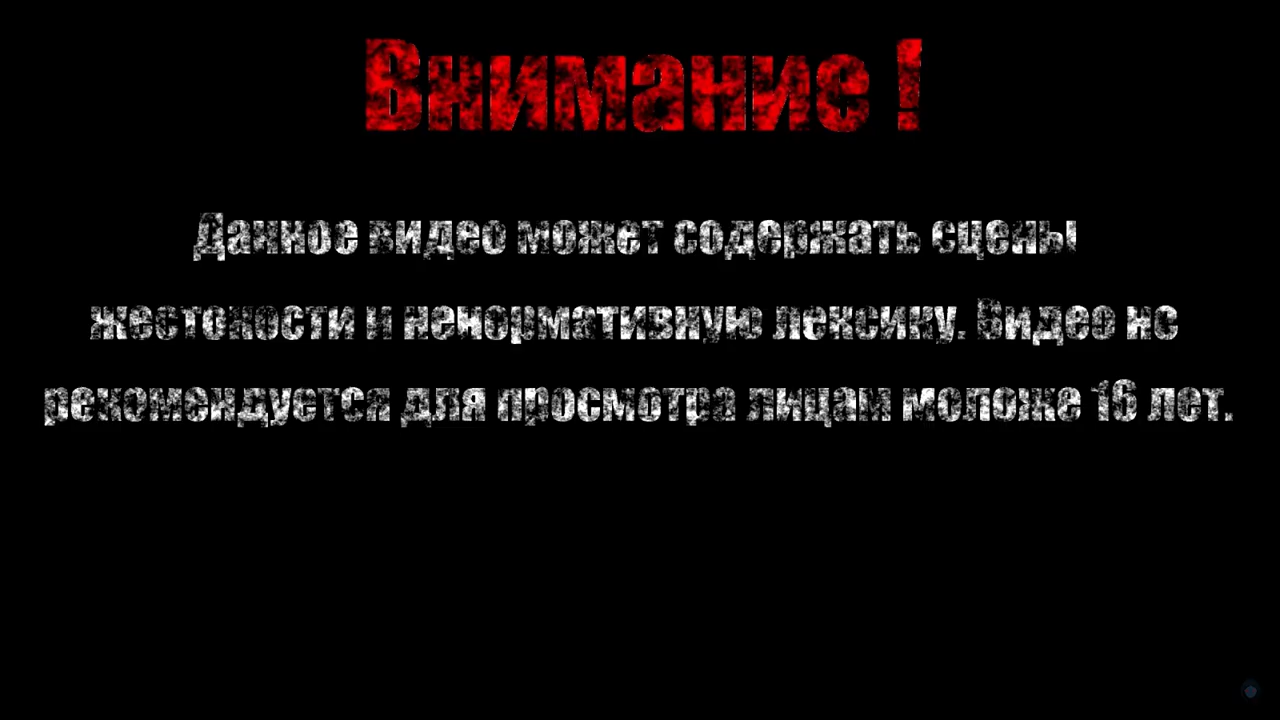 Внимание !
Данное видео может содержать сцены
жестокости и ненормативную лексику. Видео не
рекомендуется для просмотра лицам моложе 16 лет.